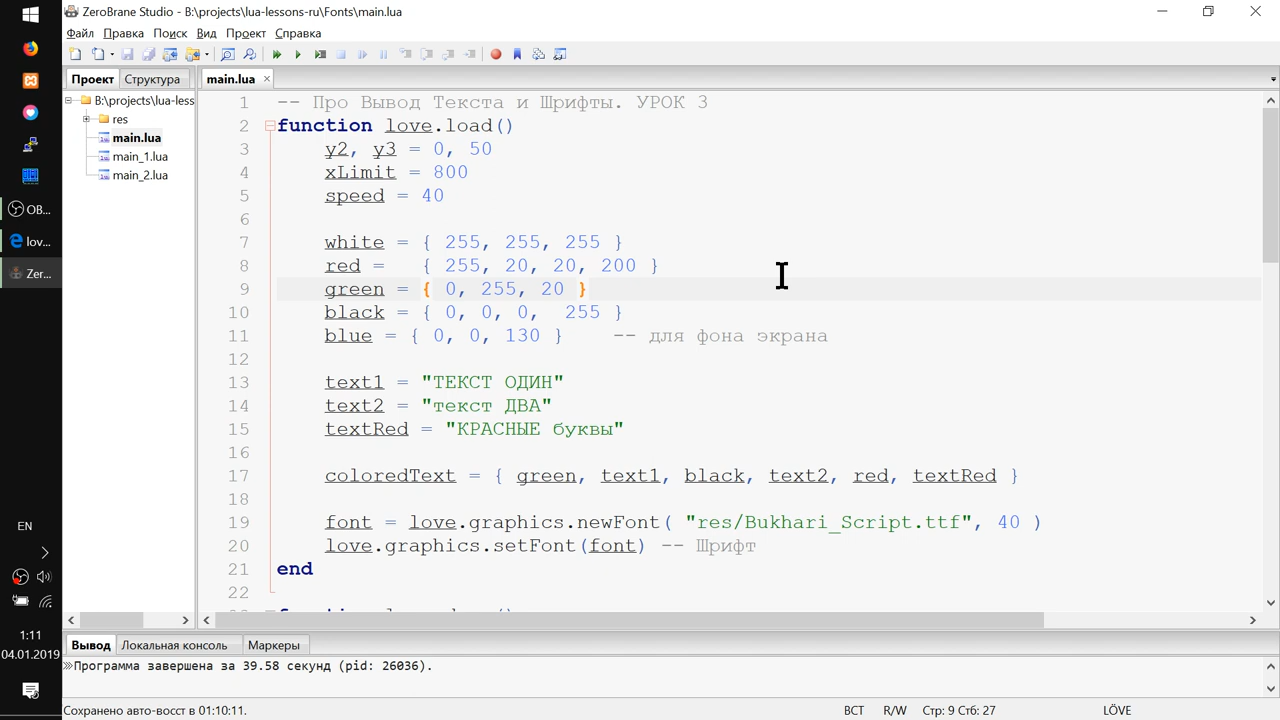 ZeroBrane Studio - B:\projects\lua-lessons-ru\Fonts\main.lua
Файл Правка Поиск Вид Проект Справка
Проект Структура main.lua
B:\projects\lua-less
res
main.lua
main_1.lua
main_2.lua
1 -- Про Вывод Текста и Шрифты. УРОК 3
2 function love.load()
3 y2, y3 = 0, 50
4 xLimit = 800
5 speed = 40
6
7 white = { 255, 255, 255 }
8 red = { 255, 20, 20, 200 }
9 green = { 0, 255, 20 }
10 black = { 0, 0, 0, 255 }
11 blue = { 0, 0, 130 } -- для фона экрана
12
13 text1 = "ТЕКСТ ОДИН"
14 text2 = "текст ДВА"
15 textRed = "КРАСНЫЕ буквы"
16
17 coloredText = { green, text1, black, text2, red, textRed }
18
19 font = love.graphics.newFont( "res/Bukhari_Script.ttf", 40 )
20 love.graphics.setFont(font) -- Шрифт
21 end
22
OB...
lov...
Zer...
EN
1:11
04.01.2019
Вывод Локальная консоль Маркеры
Программа завершена за 39.58 секунд (pid: 26036).
Сохранено авто-восст в 01:10:11. ВСТ R/W Стр: 9 Стб: 27 LÖVE